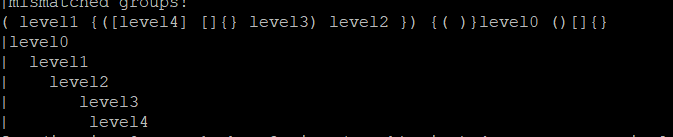 |mismatched groups!
( level1 {([level4] []{} level3) level2 }) {( )}level0 ()[]{}
|level0
|  level1
|    level2
|       level3
|        level4